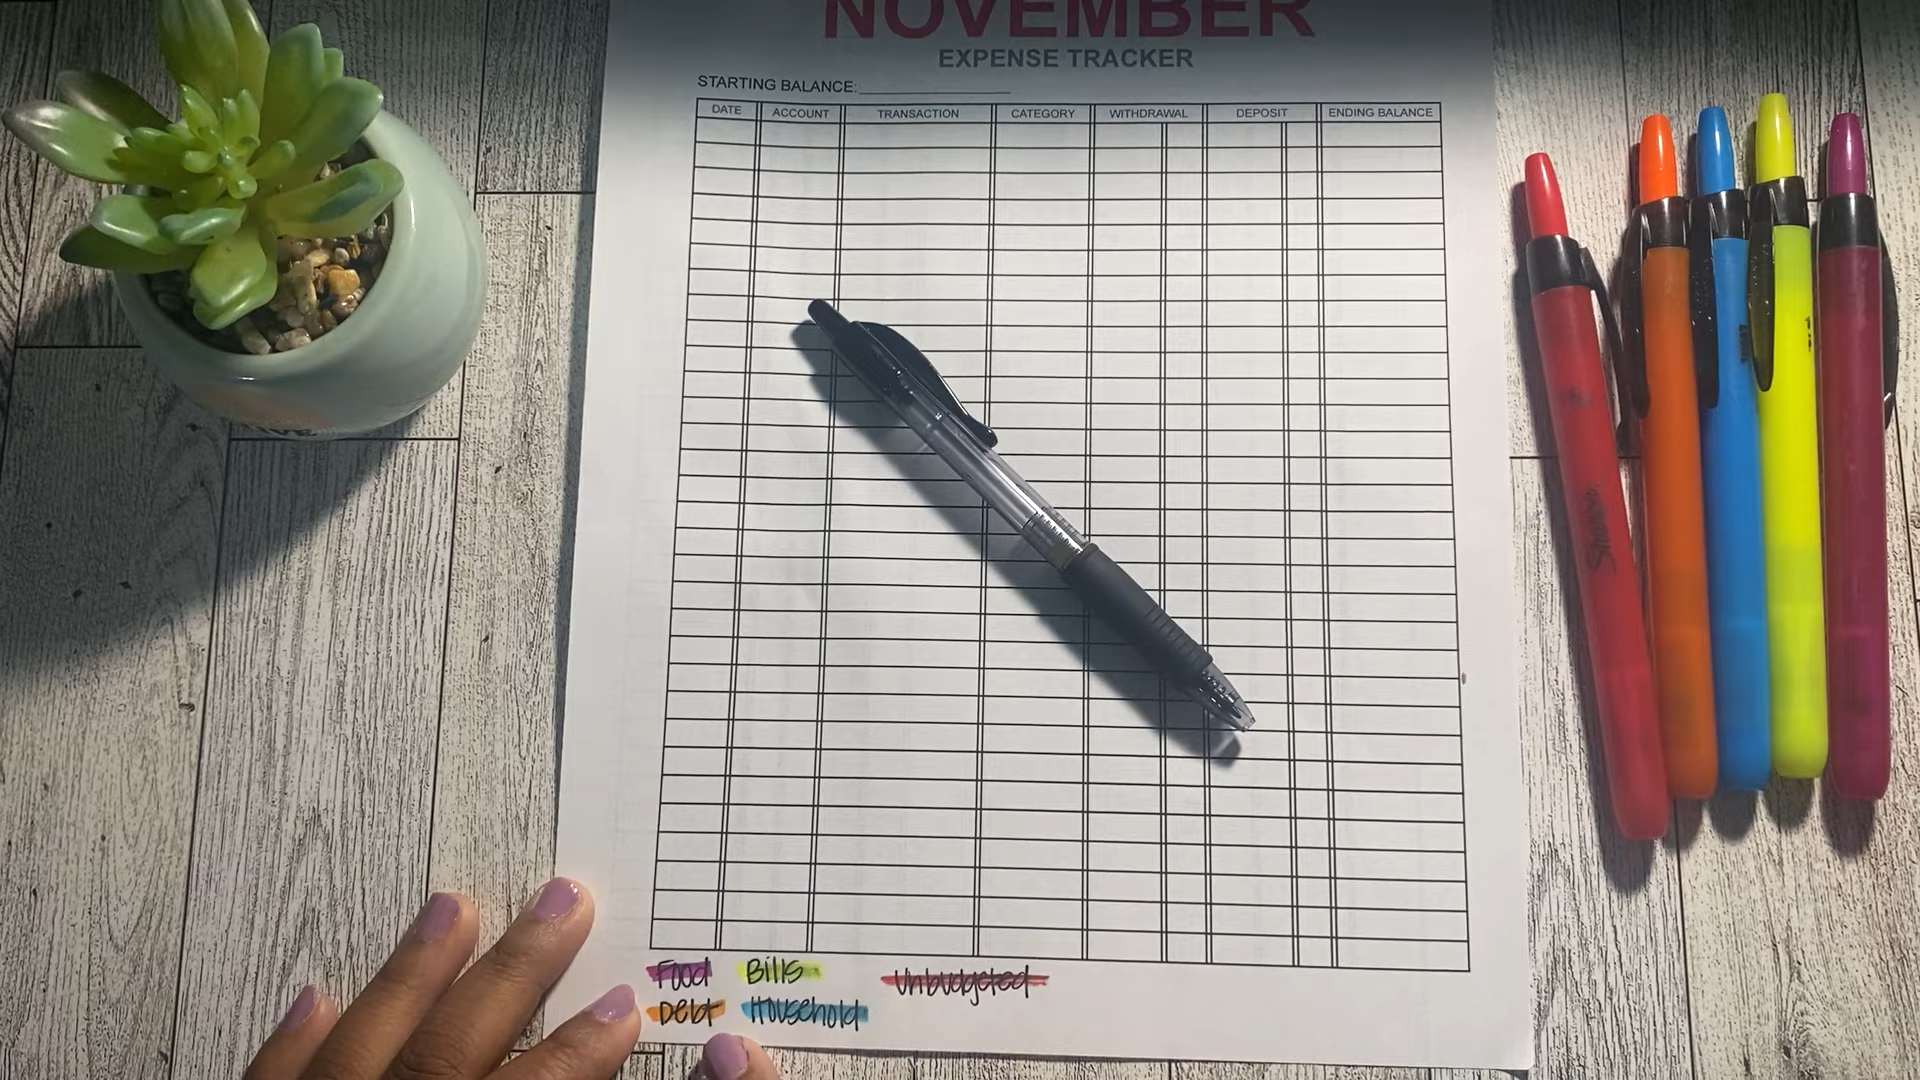 NOVEMBER
EXPENSE TRACKER
STARTING BALANCE:
DATE ACCOUNT TRANSACTION CATEGORY WITHDRAWAL DEPOSIT ENDING BALANCE
Food Bills Unbudgeted
Debt Household